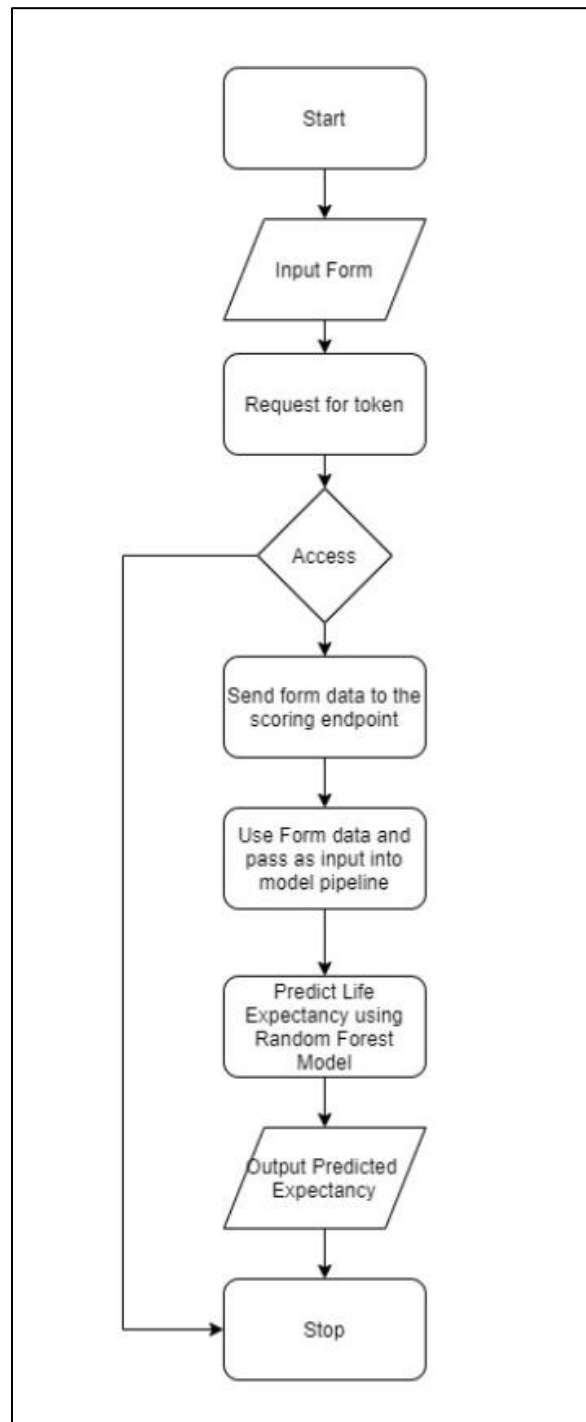 Start
Input Form
Request for token
Access
Send form data to the
scoring endpoint
Use Form data and
pass as input into
model pipeline
Predict Life
Expectancy using
Random Forest
Model
Output Predicted
Expectancy
Stop